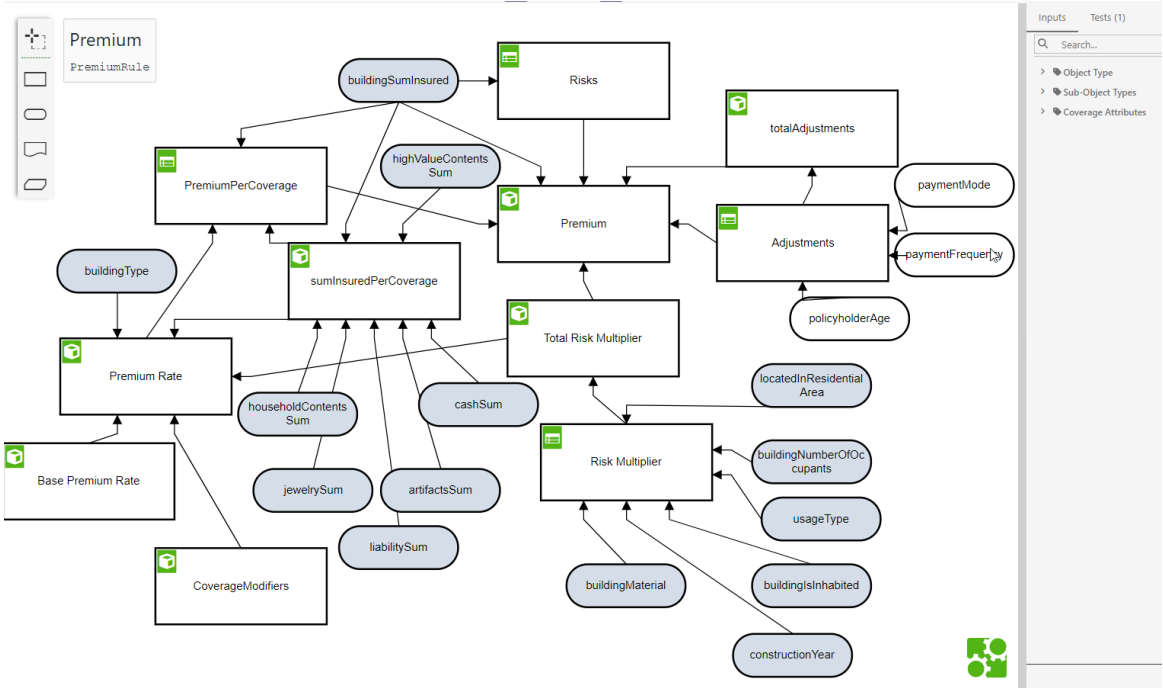 Premium
PremiumRule
Inputs
Tests (1)
Search...
Object Type
Sub-Object Types
Coverage Attributes
buildingSumInsured
Risks
totalAdjustments
highValueContents
Sum
PremiumPerCoverage
paymentMode
Premium
Adjustments
paymentFrequency
buildingType
sumInsuredPerCoverage
policyholderAge
Total Risk Multiplier
Premium Rate
locatedInResidential
Area
householdContents
Sum
cashSum
Risk Multiplier
buildingNumberOfOc
cupants
Base Premium Rate
jewelrySum
artifactsSum
usageType
liabilitySum
CoverageModifiers
buildingMaterial
buildingIsInhabited
constructionYear